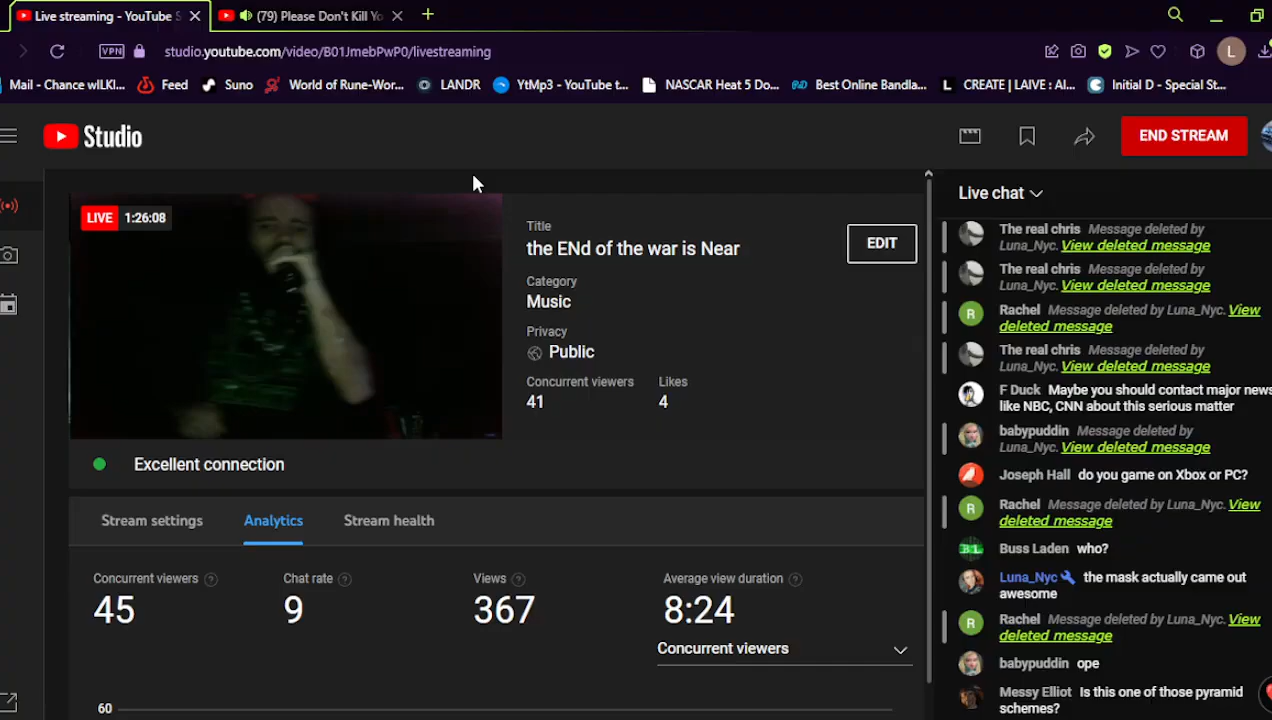 Live streaming - YouTube S
(79) Please Don't Kill Yo
VPN
studio.youtube.com/video/B01JmebPwP0/livestreaming
L
Mail - Chance wILKI...
Feed
Suno
World of Rune-Wor...
LANDR
YtMp3 - YouTube t...
NASCAR Heat 5 Do...
Best Online Bandla...
L CREATE | LAIVE : AI...
Initial D - Special St...
Studio
END STREAM
LIVE 1:26:08
Title
the ENd of the war is Near
EDIT
Category
Music
Privacy
Public
Concurrent viewers
Likes
41
4
Excellent connection
Stream settings
Analytics
Stream health
Concurrent viewers ?
Chat rate ?
Views ?
Average view duration ?
45
9
367
8:24
Concurrent viewers
60
Live chat
The real chris Message deleted by
Luna_Nyc. View deleted message
The real chris Message deleted by
Luna_Nyc. View deleted message
R Rachel Message deleted by Luna_Nyc. View
deleted message
The real chris Message deleted by
Luna_Nyc. View deleted message
F Duck Maybe you should contact major news
like NBC, CNN about this serious matter
babypuddin Message deleted by
Luna_Nyc. View deleted message
Joseph Hall do you game on Xbox or PC?
R Rachel Message deleted by Luna_Nyc. View
deleted message
BL Buss Laden who?
Luna_Nyc the mask actually came out
awesome
R Rachel Message deleted by Luna_Nyc. View
deleted message
babypuddin ope
Messy Elliot Is this one of those pyramid
schemes?